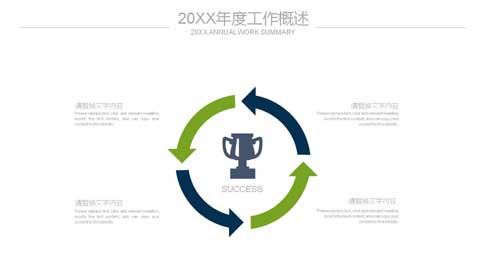 20XX年度工作概述
20XX ANNUAL WORK SUMMARY
请替换文字内容
Please replace text, click add relevant headline,
modify the text content, also can copy your
content to this directly.
请替换文字内容
Please replace text, click add relevant headline,
modify the text content, also can copy your
content to this directly.
SUCCESS
请替换文字内容
Please replace text, click add relevant headline,
modify the text content, also can copy your
content to this directly.
请替换文字内容
Please replace text, click add relevant headline,
modify the text content, also can copy your
content to this directly.